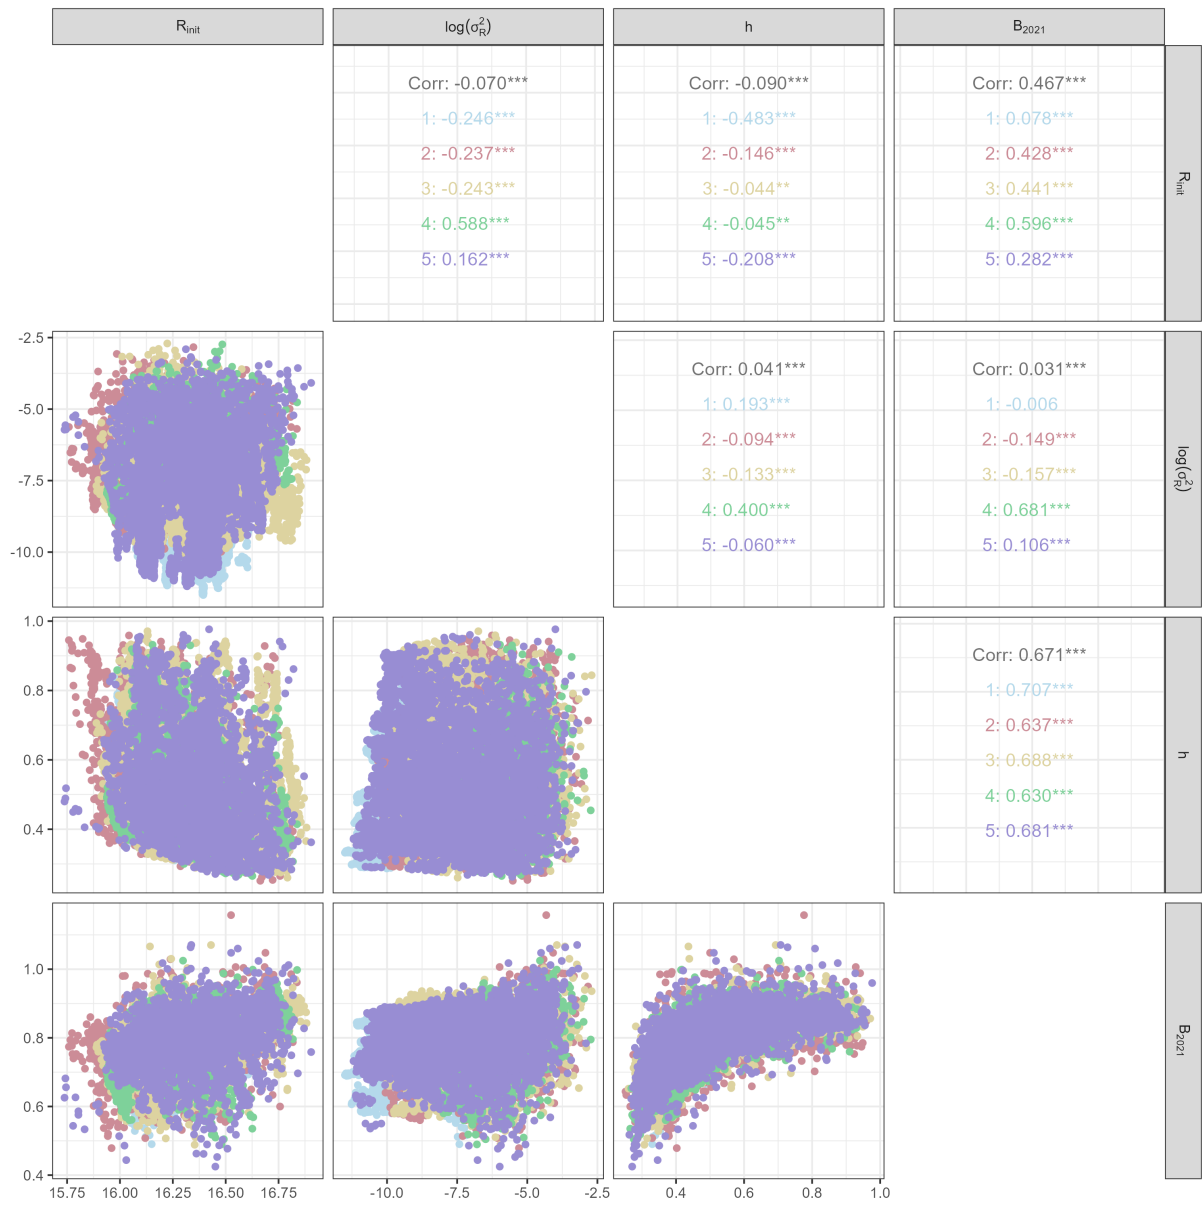 R_init log(σ²_R) h B_2021
Corr: -0.070*** Corr: -0.090*** Corr: 0.467***
1: -0.246*** 1: -0.483*** 1: 0.078***
2: -0.237*** 2: -0.146*** 2: 0.428***
3: -0.243*** 3: -0.044** 3: 0.441***
4: 0.588*** 4: -0.045** 4: 0.596***
5: 0.162*** 5: -0.208*** 5: 0.282***
R_init
-2.5
-5.0
-7.5
-10.0
Corr: 0.041*** Corr: 0.031***
1: 0.193*** 1: -0.006
2: -0.094*** 2: -0.149***
3: -0.133*** 3: -0.157***
4: 0.400*** 4: 0.681***
5: -0.060*** 5: 0.106***
log(σ²_R)
1.0
0.8
0.6
0.4
Corr: 0.671***
1: 0.707***
2: 0.637***
3: 0.688***
4: 0.630***
5: 0.681***
h
1.0
0.8
0.6
0.4
B_2021
15.75 16.00 16.25 16.50 16.75 -10.0 -7.5 -5.0 -2.5 0.4 0.6 0.8 1.0